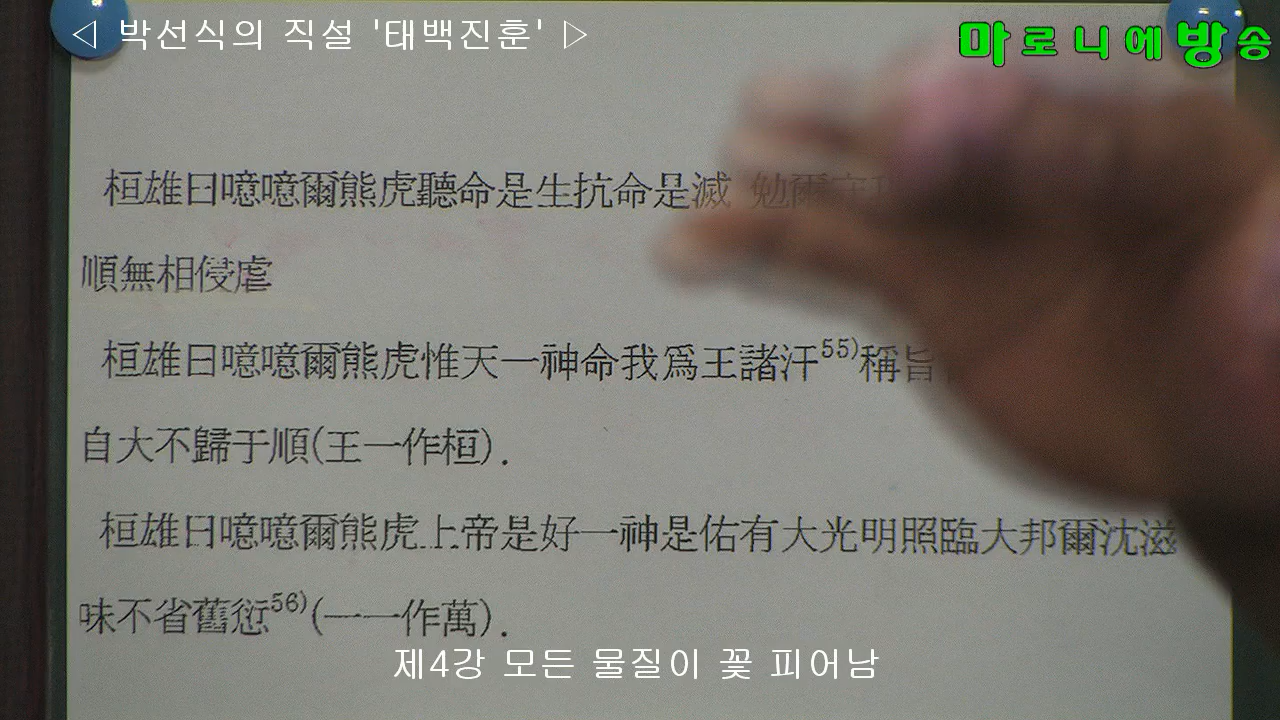 ◁ 박선식의 직설 '태백진훈' ▷
마로니에방송
桓雄曰噫噫爾熊虎聽命是生抗命是滅 勉爾守
順無相侵虐
桓雄曰噫噫爾熊虎惟天一神命我爲王諸汗55)稱旨
自大不歸于順(王一作桓).
桓雄曰噫噫爾熊虎上帝是好一神是佑有大光明照臨大邦爾沈滋
味不省舊愆56)(一一作萬).
제4강 모든 물질이 꽃 피어남